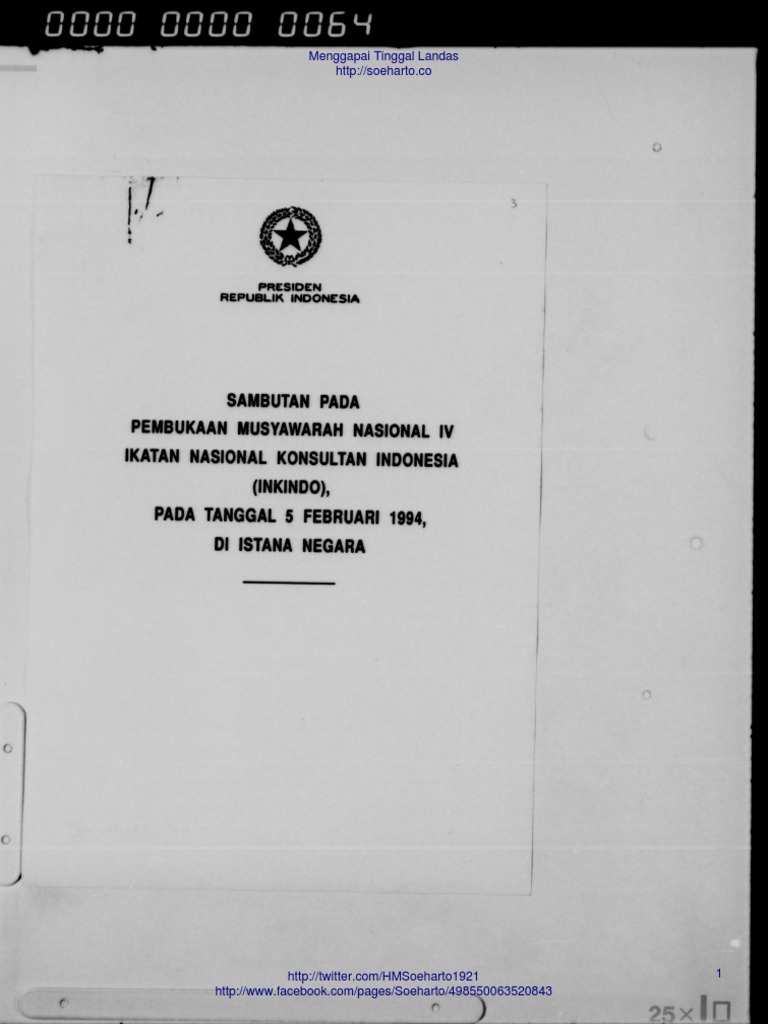 0000 0000 0064
Menggapai Tinggal Landas
http://soeharto.co
3
PRESIDEN
REPUBLIK INDONESIA
SAMBUTAN PADA
PEMBUKAAN MUSYAWARAH NASIONAL IV
IKATAN NASIONAL KONSULTAN INDONESIA
(INKINDO),
PADA TANGGAL 5 FEBRUARI 1994,
DI ISTANA NEGARA
1
http://twitter.com/HMSoeharto1921
http://www.facebook.com/pages/Soeharto/498550063520843
25×